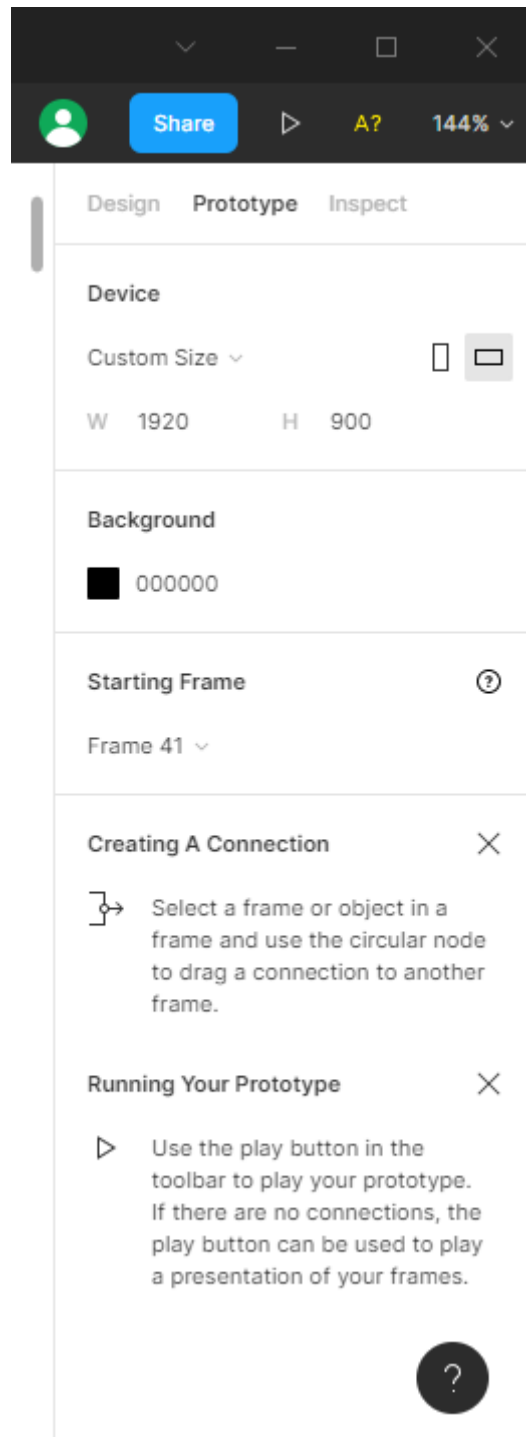 Share A? 144%
Design Prototype Inspect
Device
Custom Size
W 1920 H 900
Background
000000
Starting Frame ?
Frame 41
Creating A Connection
Select a frame or object in a
frame and use the circular node
to drag a connection to another
frame.
Running Your Prototype
Use the play button in the
toolbar to play your prototype.
If there are no connections, the
play button can be used to play
a presentation of your frames.
?